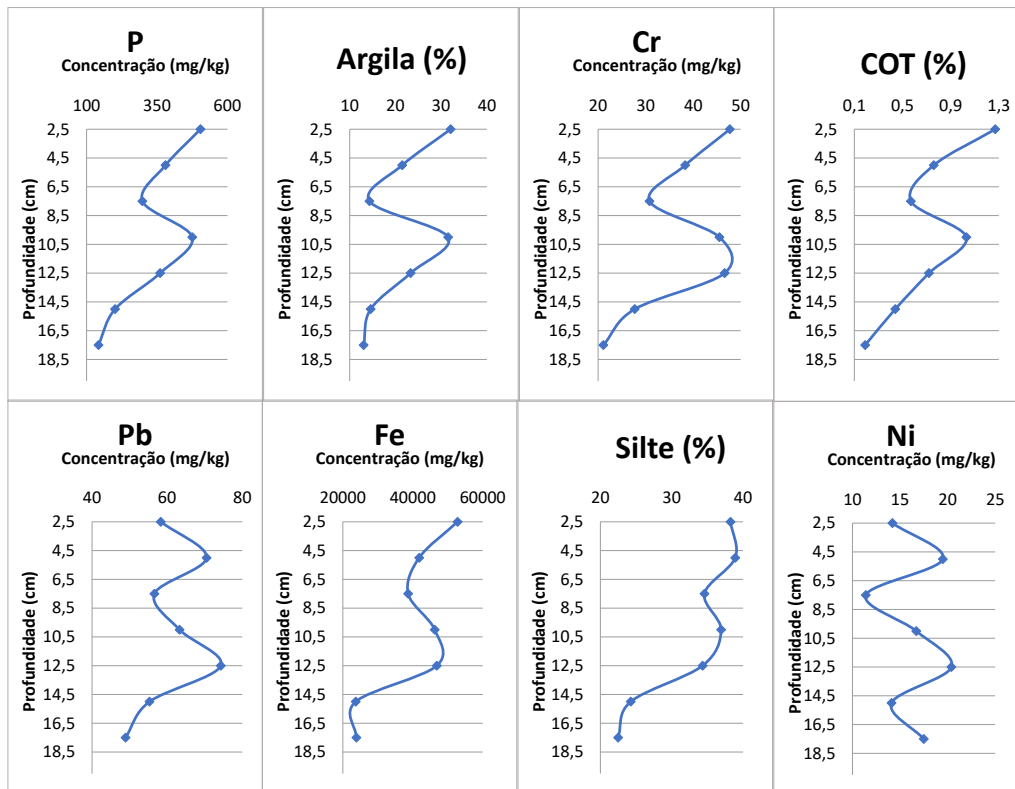 P
Concentração (mg/kg)
100 350 600
Profundidade (cm)
2,5
4,5
6,5
8,5
10,5
12,5
14,5
16,5
18,5
Argila (%)
10 20 30 40
Profundidade (cm)
2,5
4,5
6,5
8,5
10,5
12,5
14,5
16,5
18,5
Cr
Concentração (mg/kg)
20 30 40 50
Profundidade (cm)
2,5
4,5
6,5
8,5
10,5
12,5
14,5
16,5
18,5
COT (%)
0,1 0,5 0,9 1,3
Profundidade (cm)
2,5
4,5
6,5
8,5
10,5
12,5
14,5
16,5
18,5
Pb
Concentração (mg/kg)
40 60 80
Profundidade (cm)
2,5
4,5
6,5
8,5
10,5
12,5
14,5
16,5
18,5
Fe
Concentração (mg/kg)
20000 40000 60000
Profundidade (cm)
2,5
4,5
6,5
8,5
10,5
12,5
14,5
16,5
18,5
Silte (%)
20 30 40
Profundidade (cm)
2,5
4,5
6,5
8,5
10,5
12,5
14,5
16,5
18,5
Ni
Concentração (mg/kg)
10 15 20 25
Profundidade (cm)
2,5
4,5
6,5
8,5
10,5
12,5
14,5
16,5
18,5